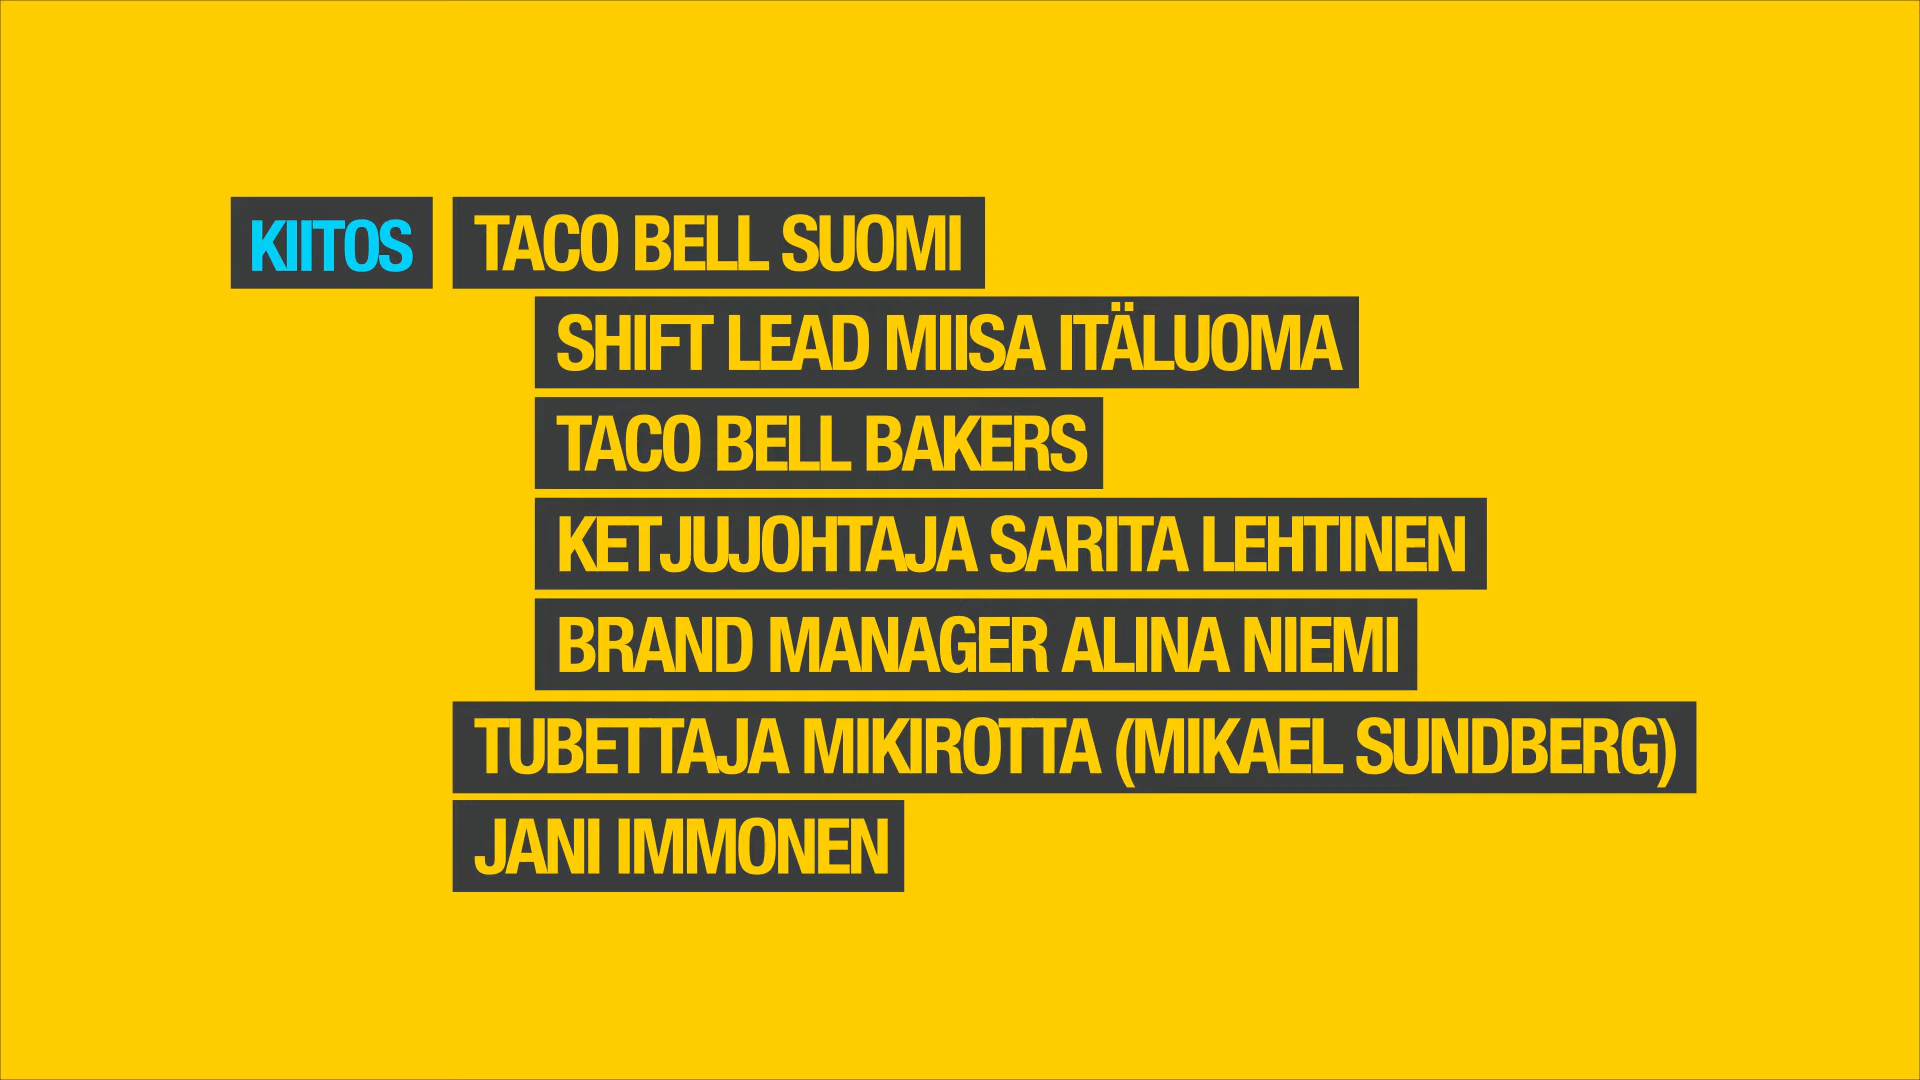 KIITOS TACO BELL SUOMI
SHIFT LEAD MIISA ITÄLUOMA
TACO BELL BAKERS
KETJUJOHTAJA SARITA LEHTINEN
BRAND MANAGER ALINA NIEMI
TUBETTAJA MIKIROTTA (MIKAEL SUNDBERG)
JANI IMMONEN